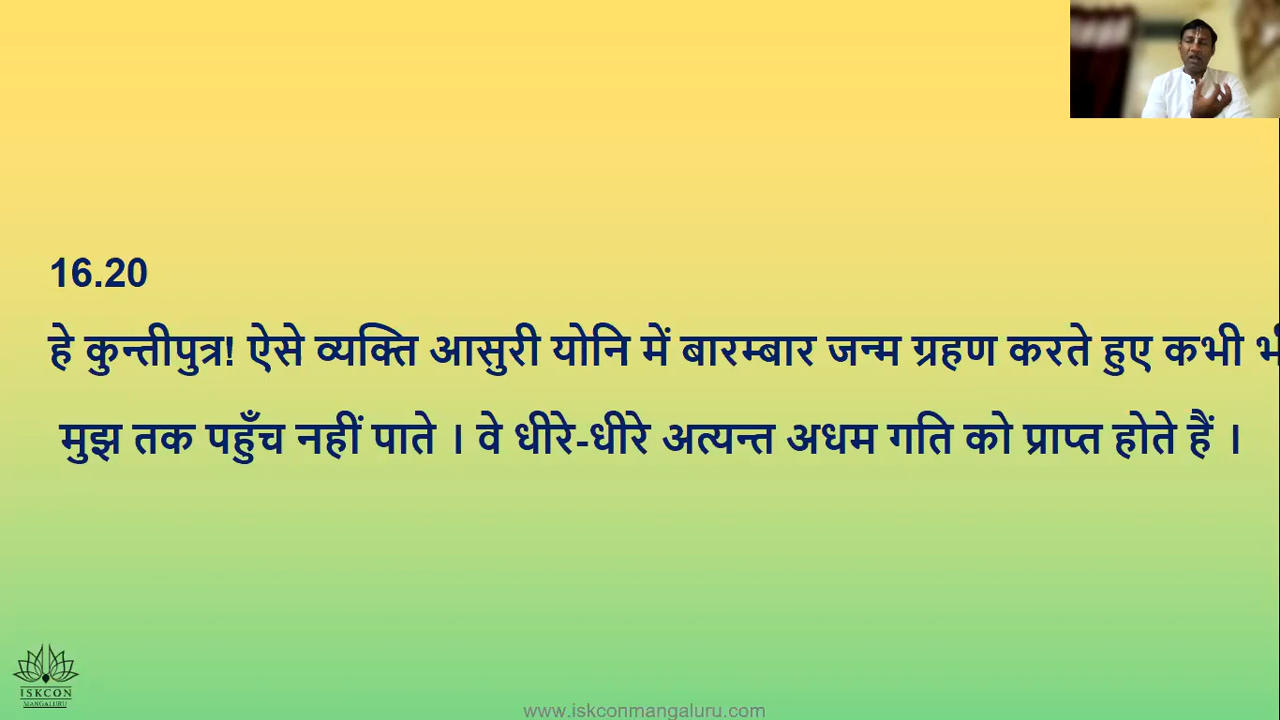 16.20
हे कुन्तीपुत्र! ऐसे व्यक्ति आसुरी योनि में बारम्बार जन्म ग्रहण करते हुए कभी
मुझ तक पहुँच नहीं पाते । वे धीरे-धीरे अत्यन्त अधम गति को प्राप्त होते हैं ।
ISKCON
MANGALURU
www.iskconmangaluru.com